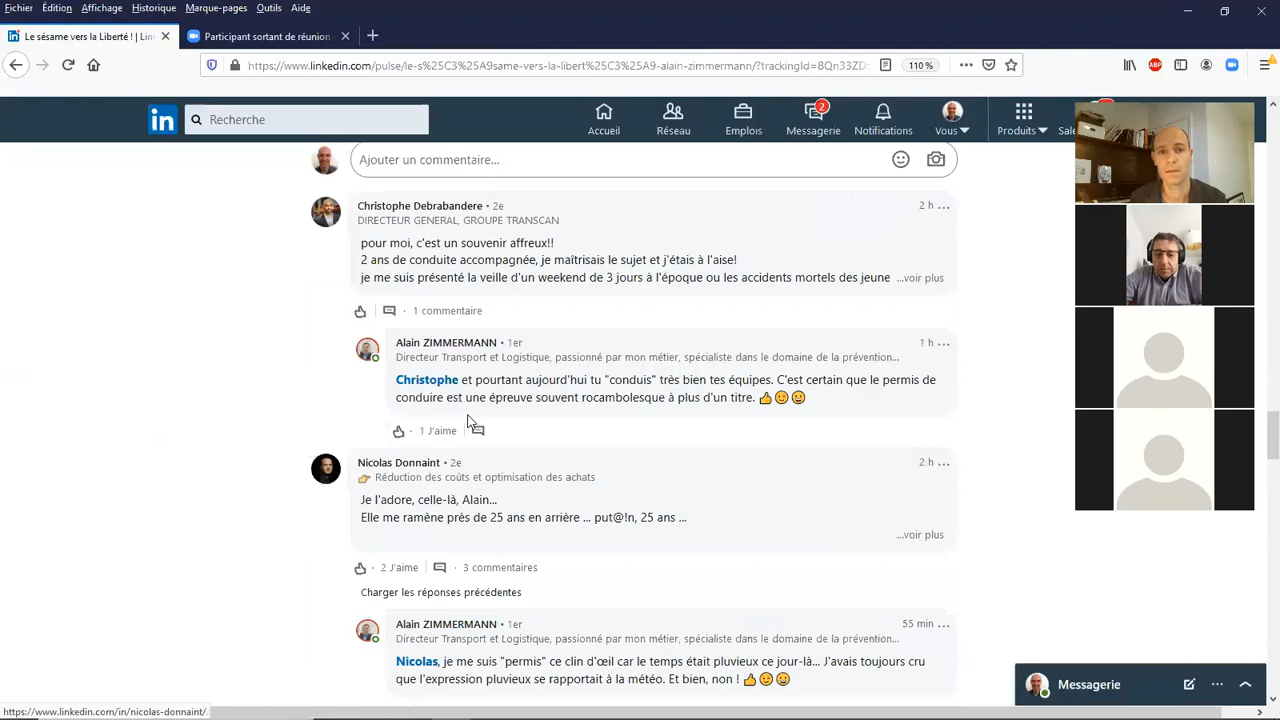 Fichier Édition Affichage Historique Marque-pages Outils Aide
Le sésame vers la Liberté ! | Lin
Participant sortant de réunion
https://www.linkedin.com/pulse/le-s%25C3%25A9same-vers-la-libert%25C3%25A9-alain-zimmermann/?trackingId=8Qn33ZD
110 %
ABP
in
Recherche
2
Accueil Réseau Emplois Messagerie Notifications Vous Produits Sale
Ajouter un commentaire...
Christophe Debrabandere • 2e
2 h ...
DIRECTEUR GENERAL, GROUPE TRANSCAN
pour moi, c'est un souvenir affreux!!
2 ans de conduite accompagnée, je maîtrisais le sujet et j'étais à l'aise!
je me suis présenté la veille d'un weekend de 3 jours à l'époque ou les accidents mortels des jeune ...voir plus
1 commentaire
Alain ZIMMERMANN • 1er
1 h ...
Directeur Transport et Logistique, passionné par mon métier, spécialiste dans le domaine de la prévention...
Christophe et pourtant aujourd'hui tu "conduis" très bien tes équipes. C'est certain que le permis de
conduire est une épreuve souvent rocambolesque à plus d'un titre. 👍😉😀
1 J'aime
Nicolas Donnaint • 2e
2 h ...
👉 Réduction des coûts et optimisation des achats
Je l'adore, celle-là, Alain...
Elle me ramène près de 25 ans en arrière ... put@!n, 25 ans ...
...voir plus
2 J'aime · 3 commentaires
Charger les réponses précédentes
Alain ZIMMERMANN • 1er
55 min ...
Directeur Transport et Logistique, passionné par mon métier, spécialiste dans le domaine de la prévention...
Nicolas, je me suis "permis" ce clin d'œil car le temps était pluvieux ce jour-là... J'avais toujours cru
que l'expression pluvieux se rapportait à la météo. Et bien, non ! 👍😉😀
Messagerie
https://www.linkedin.com/in/nicolas-donnaint/